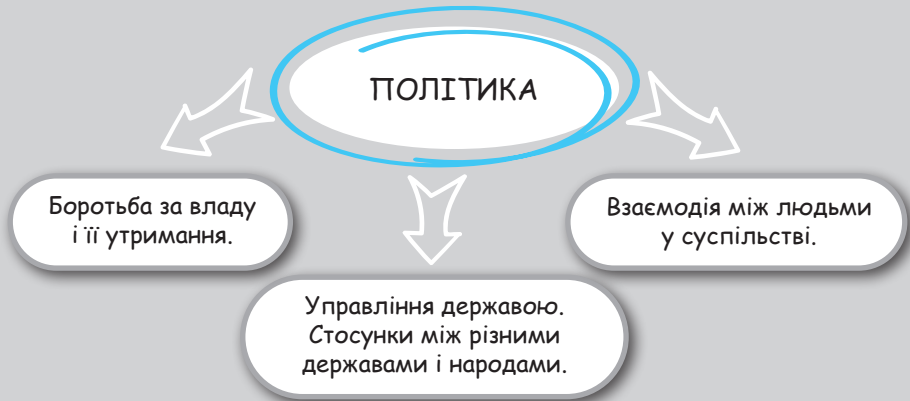 ПОЛІТИКА
Боротьба за владу
і її утримання.
Управління державою.
Стосунки між різними
державами і народами.
Взаємодія між людьми
у суспільстві.